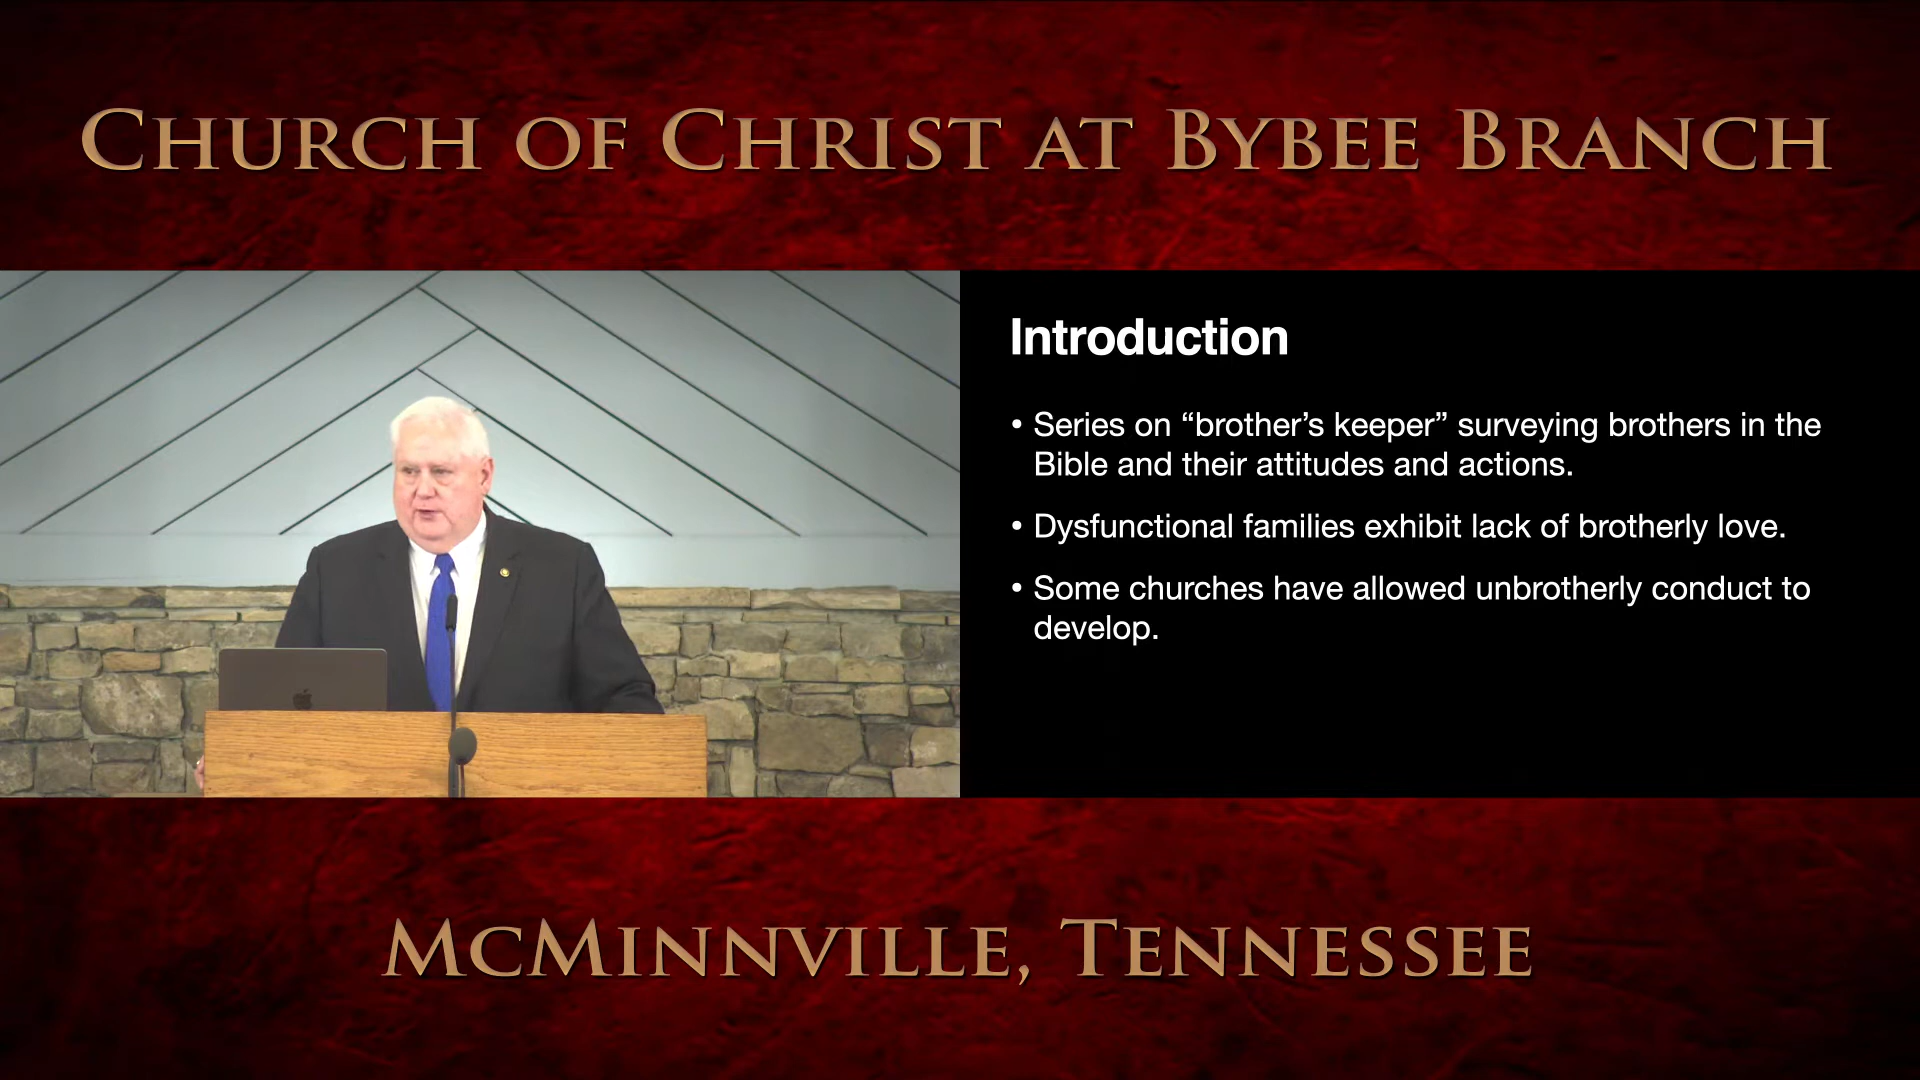 Church of Christ at Bybee Branch
Introduction
• Series on “brother’s keeper” surveying brothers in the
Bible and their attitudes and actions.
• Dysfunctional families exhibit lack of brotherly love.
• Some churches have allowed unbrotherly conduct to
develop.
McMinnville, Tennessee